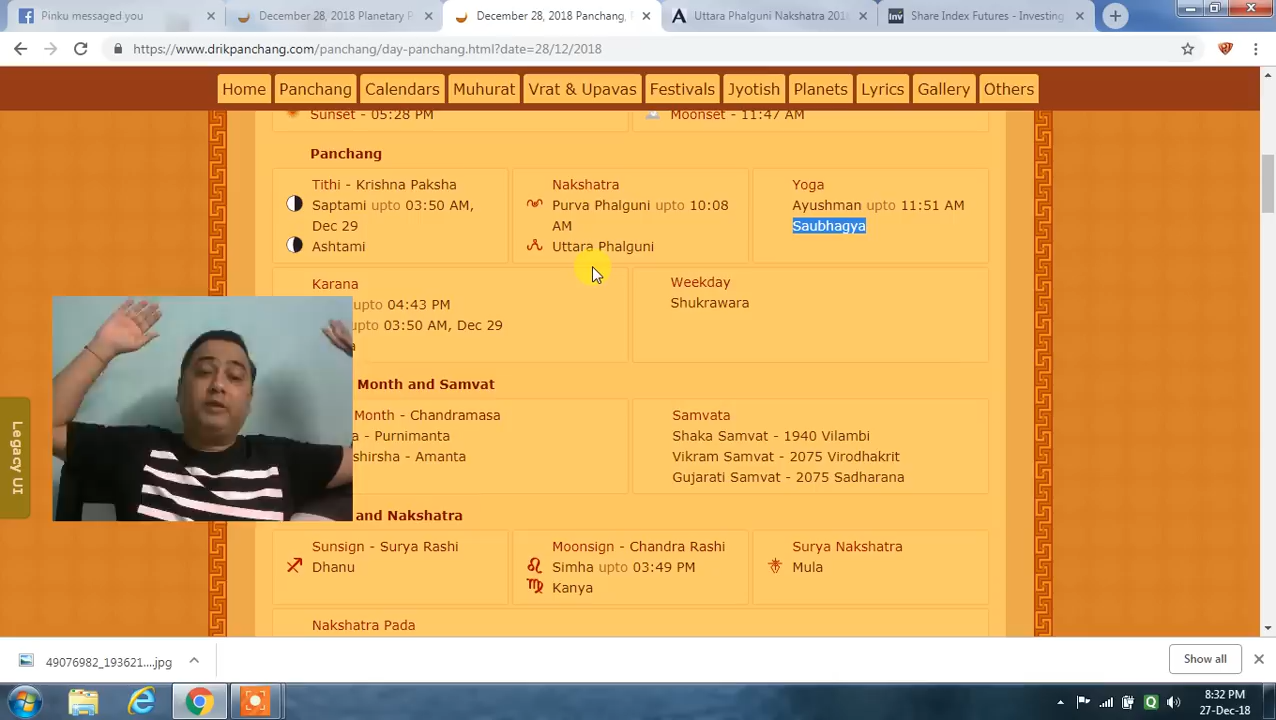 Pinku messaged you
December 28, 2018 Planetary P
December 28, 2018 Panchang,
Uttara Phalguni Nakshatra 2018
Inv
Share Index Futures - Investing
https://www.drikpanchang.com/panchang/day-panchang.html?date=28/12/2018
Home
Panchang
Calendars
Muhurat
Vrat & Upavas
Festivals
Jyotish
Planets
Lyrics
Gallery
Others
Sunset - 05:28 PM
Moonset - 11:47 AM
Panchang
Tithi - Krishna Paksha
Saptami upto 03:50 AM,
Dec 29
Ashtami
Nakshatra
Purva Phalguni upto 10:08
AM
Uttara Phalguni
Yoga
Ayushman upto 11:51 AM
Saubhagya
Karana
upto 04:43 PM
upto 03:50 AM, Dec 29
Weekday
Shukrawara
Month and Samvat
Month - Chandramasa
a - Purnimanta
shirsha - Amanta
Samvata
Shaka Samvat - 1940 Vilambi
Vikram Samvat - 2075 Virodhakrit
Gujarati Samvat - 2075 Sadharana
and Nakshatra
Sunsign - Surya Rashi
Dhanu
Moonsign - Chandra Rashi
Simha upto 03:49 PM
Kanya
Surya Nakshatra
Mula
Nakshatra Pada
Legacy UI
49076982_193621....jpg
Show all
8:32 PM
27-Dec-18